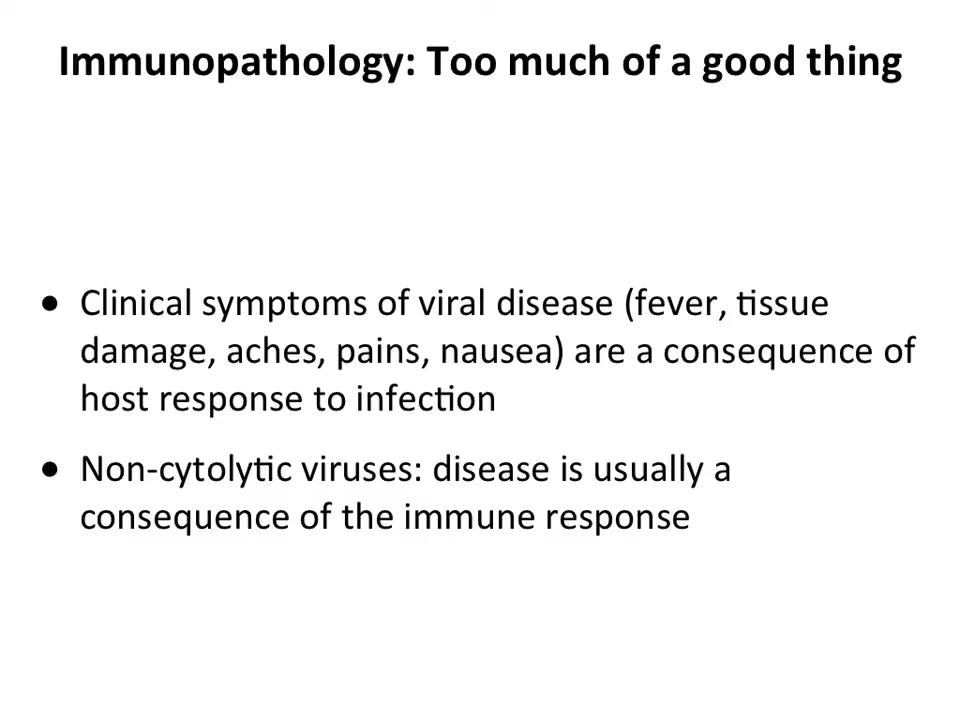 Immunopathology: Too much of a good thing
• Clinical symptoms of viral disease (fever, tissue
damage, aches, pains, nausea) are a consequence of
host response to infection
• Non-cytolytic viruses: disease is usually a
consequence of the immune response